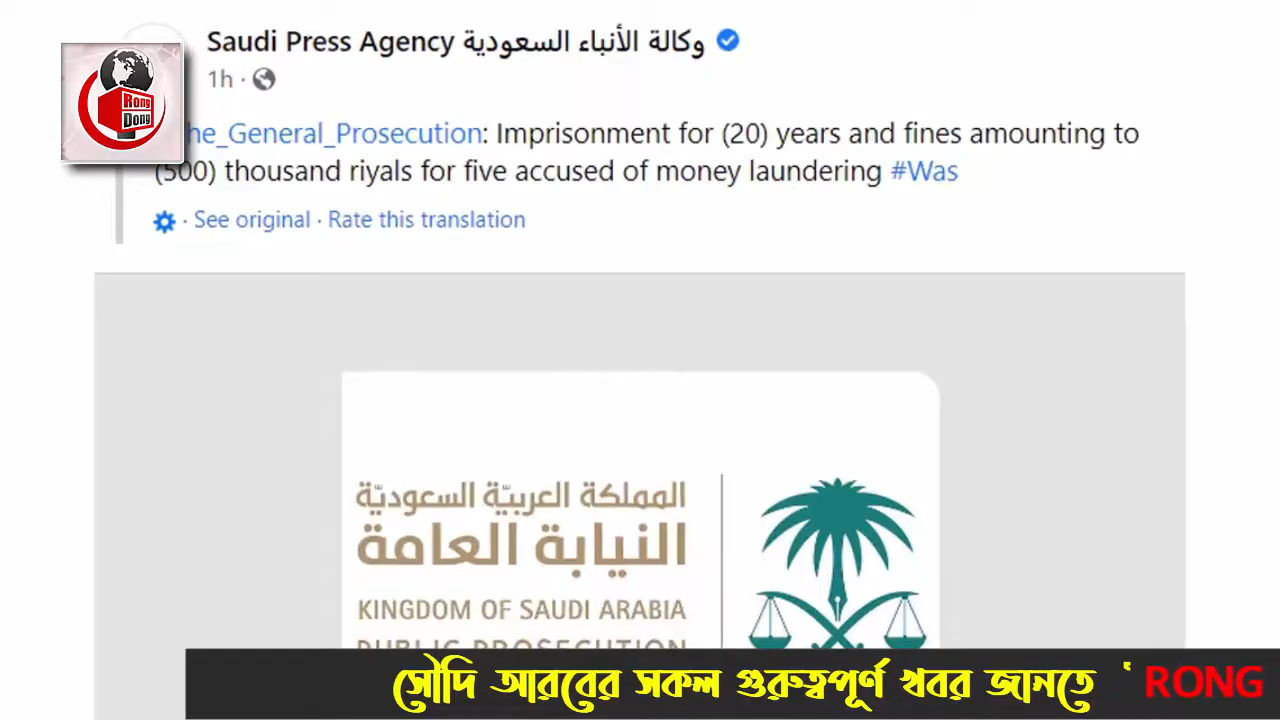 Saudi Press Agency وكالة الأنباء السعودية
1h ·
Rong
Dong
he_General_Prosecution: Imprisonment for (20) years and fines amounting to
(500) thousand riyals for five accused of money laundering #Was
· See original · Rate this translation
المملكة العربيّة السعوديّة
النيابة العامة
KINGDOM OF SAUDI ARABIA
PUBLIC PROSECUTION
সৌদি আরবের সকল গুরুত্বপূর্ণ খবর জানতে ‘ RONG